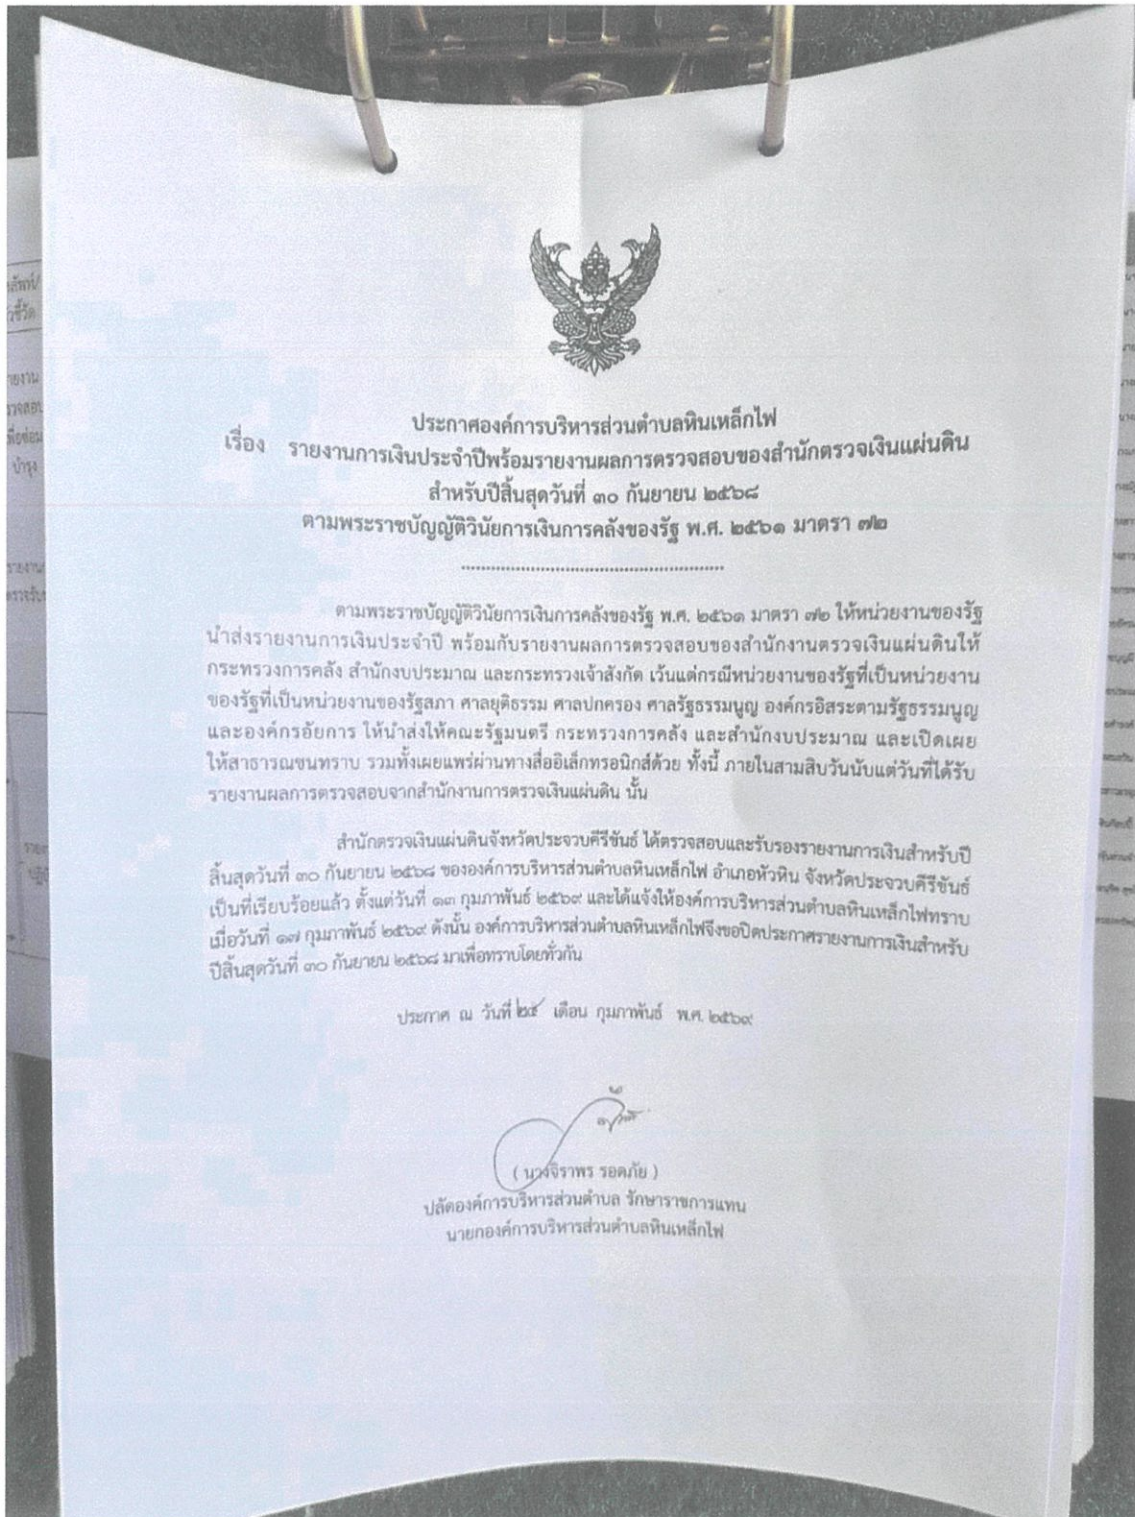 ประกาศองค์การบริหารส่วนตำบลหินเหล็กไฟ
เรื่อง รายงานการเงินประจำปีพร้อมรายงานผลการตรวจสอบของสำนักตรวจเงินแผ่นดิน
สำหรับปีสิ้นสุดวันที่ ๓๐ กันยายน ๒๕๖๘
ตามพระราชบัญญัติวินัยการเงินการคลังของรัฐ พ.ศ. ๒๕๖๑ มาตรา ๗๒
ตามพระราชบัญญัติวินัยการเงินการคลังของรัฐ พ.ศ. ๒๕๖๑ มาตรา ๗๒ ให้หน่วยงานของรัฐ
นำส่งรายงานการเงินประจำปี พร้อมกับรายงานผลการตรวจสอบของสำนักงานตรวจเงินแผ่นดินให้
กระทรวงการคลัง สำนักงบประมาณ และกระทรวงเจ้าสังกัด เว้นแต่กรณีหน่วยงานของรัฐที่เป็นหน่วยงาน
ของรัฐที่เป็นหน่วยงานของรัฐสภา ศาลยุติธรรม ศาลปกครอง ศาลรัฐธรรมนูญ องค์กรอิสระตามรัฐธรรมนูญ
และองค์กรอัยการ ให้นำส่งให้คณะรัฐมนตรี กระทรวงการคลัง และสำนักงบประมาณ และเปิดเผย
ให้สาธารณชนทราบ รวมทั้งเผยแพร่ผ่านทางสื่ออิเล็กทรอนิกส์ด้วย ทั้งนี้ ภายในสามสิบวันนับแต่วันที่ได้รับ
รายงานผลการตรวจสอบจากสำนักงานการตรวจเงินแผ่นดิน นั้น
สำนักตรวจเงินแผ่นดินจังหวัดประจวบคีรีขันธ์ ได้ตรวจสอบและรับรองรายงานการเงินสำหรับปี
สิ้นสุดวันที่ ๓๐ กันยายน ๒๕๖๘ ขององค์การบริหารส่วนตำบลหินเหล็กไฟ อำเภอหัวหิน จังหวัดประจวบคีรีขันธ์
เป็นที่เรียบร้อยแล้ว ตั้งแต่วันที่ ๑๓ กุมภาพันธ์ ๒๕๖๙ และได้แจ้งให้องค์การบริหารส่วนตำบลหินเหล็กไฟทราบ
เมื่อวันที่ ๑๗ กุมภาพันธ์ ๒๕๖๙ ดังนั้น องค์การบริหารส่วนตำบลหินเหล็กไฟจึงขอปิดประกาศรายงานการเงินสำหรับ
ปีสิ้นสุดวันที่ ๓๐ กันยายน ๒๕๖๘ มาเพื่อทราบโดยทั่วกัน
ประกาศ ณ วันที่ ๒๕ เดือน กุมภาพันธ์ พ.ศ. ๒๕๖๙
( นางจิราพร รอดภัย )
ปลัดองค์การบริหารส่วนตำบล รักษาราชการแทน
นายกองค์การบริหารส่วนตำบลหินเหล็กไฟ